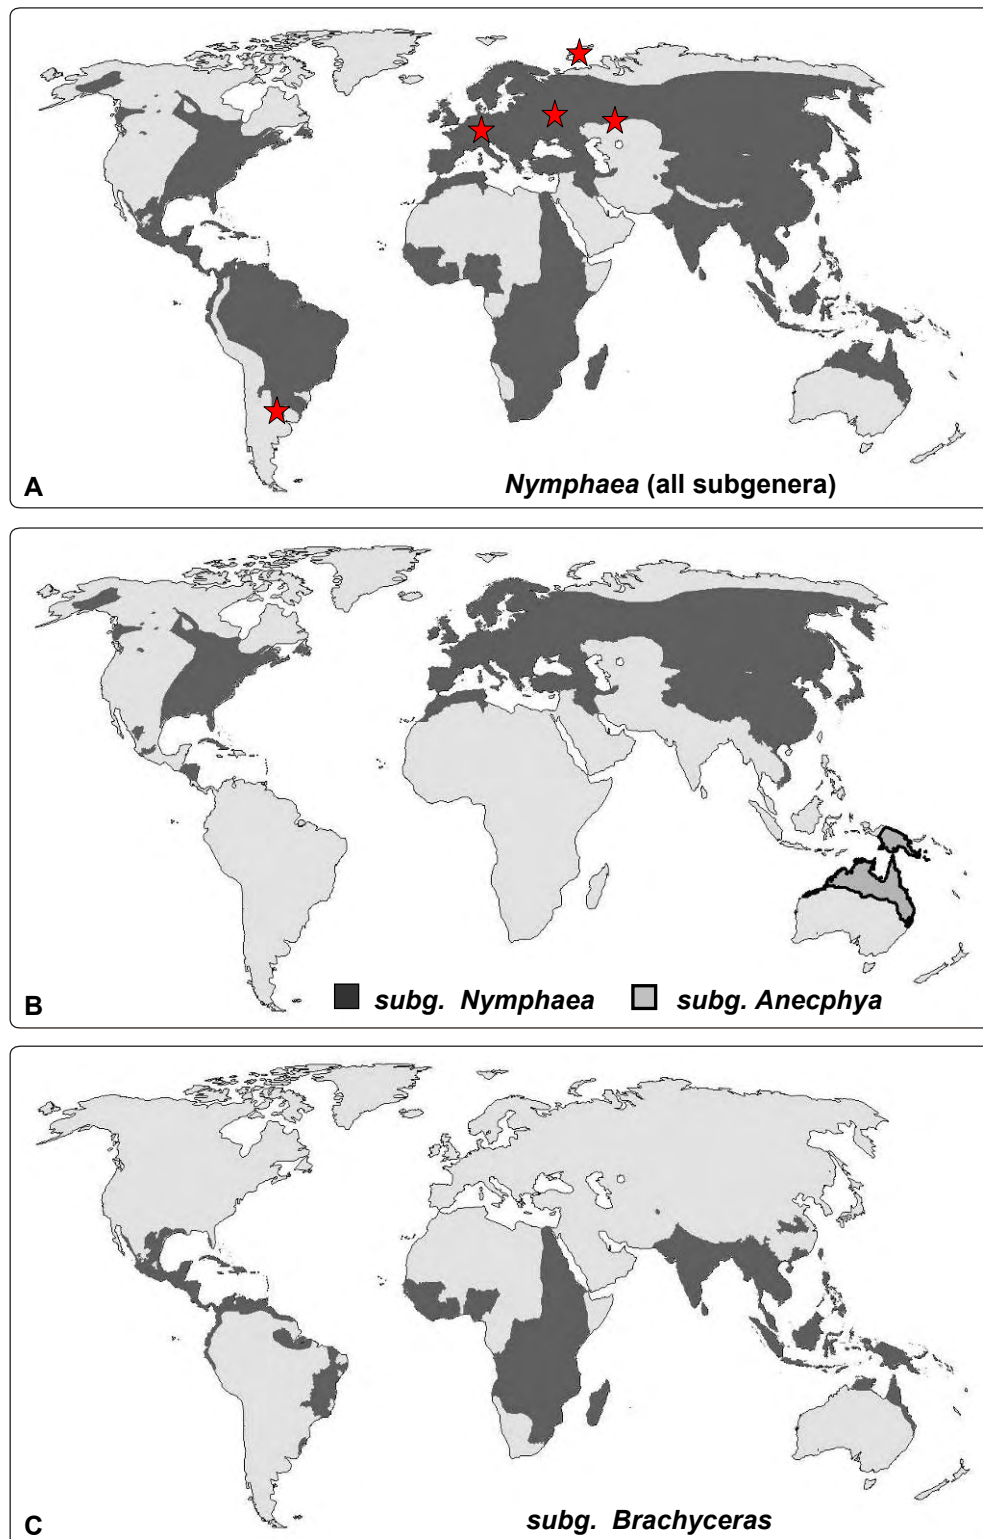 A
Nymphaea (all subgenera)
B
subg. Nymphaea subg. Anecphya
C
subg. Brachyceras